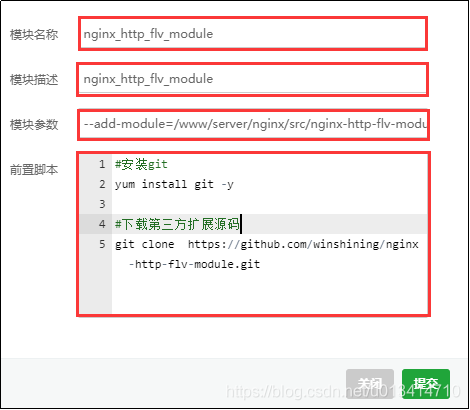 模块名称 nginx_http_flv_module
模块描述 nginx_http_flv_module
模块参数 --add-module=/www/server/nginx/src/nginx-http-flv-modu
前置脚本
1 #安装git
2 yum install git -y
3
4 #下载第三方扩展源码
5 git clone  https://github.com/winshining/nginx
-http-flv-module.git
关闭 提交
https://blog.csdn.net/u013414710